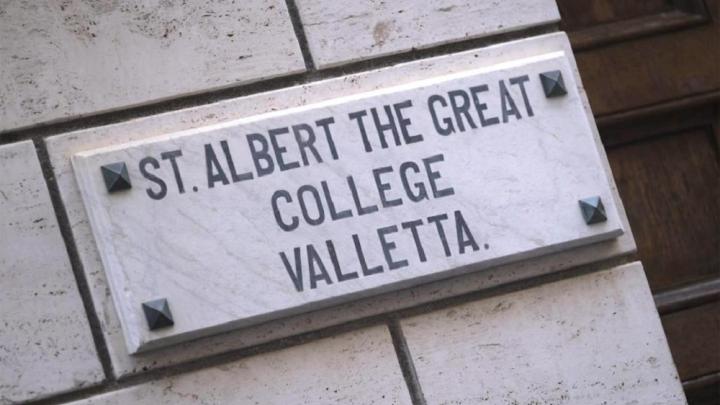 ST. ALBERT THE GREAT
COLLEGE
VALLETTA.